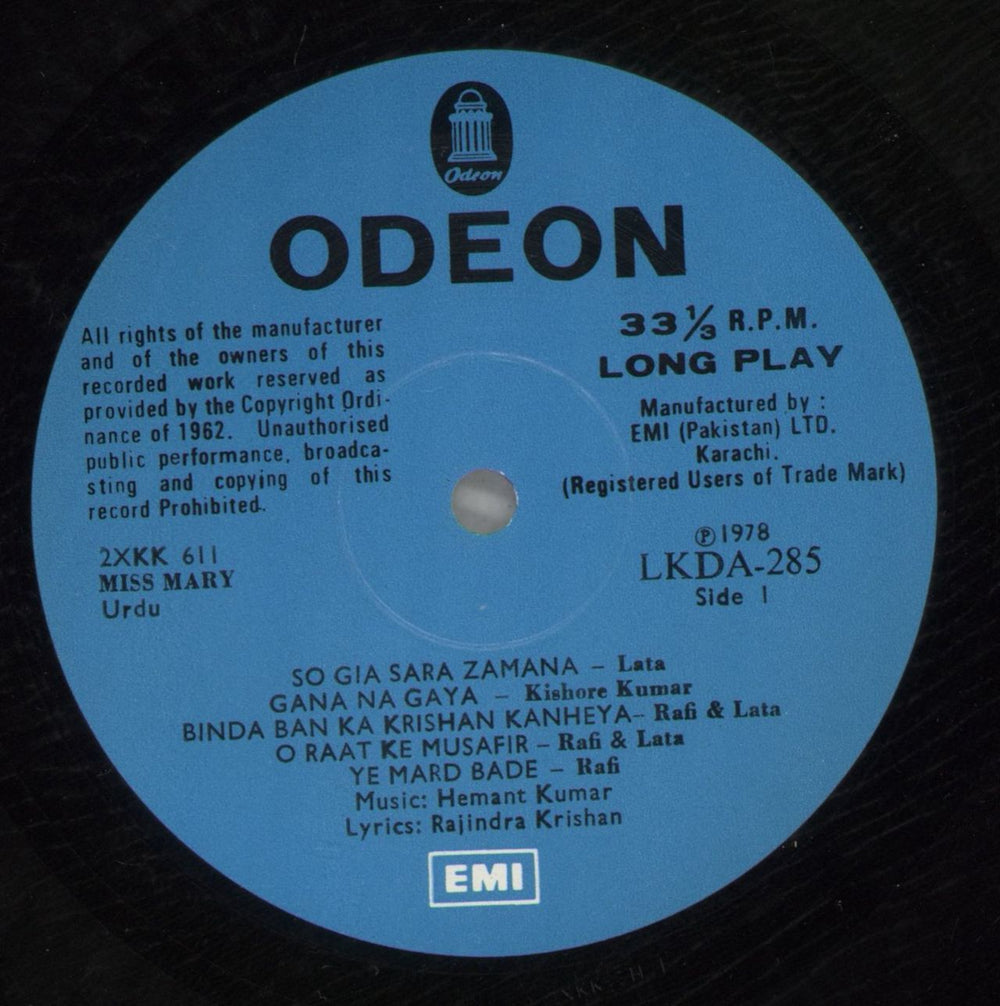 Odeon
ODEON
All rights of the manufacturer
and of the owners of this
recorded work reserved as
provided by the Copyright Ordi-
nance of 1962. Unauthorised
public performance, broadca-
sting and copying of this
record Prohibited.
33⅓ R.P.M.
LONG PLAY
Manufactured by :
EMI (Pakistan) LTD.
Karachi.
(Registered Users of Trade Mark)
2XKK 611
MISS MARY
Urdu
℗ 1978
LKDA-285
Side 1
SO GIA SARA ZAMANA – Lata
GANA NA GAYA – Kishore Kumar
BINDA BAN KA KRISHAN KANHEYA– Rafi & Lata
O RAAT KE MUSAFIR – Rafi & Lata
YE MARD BADE – Rafi
Music: Hemant Kumar
Lyrics: Rajindra Krishan
EMI